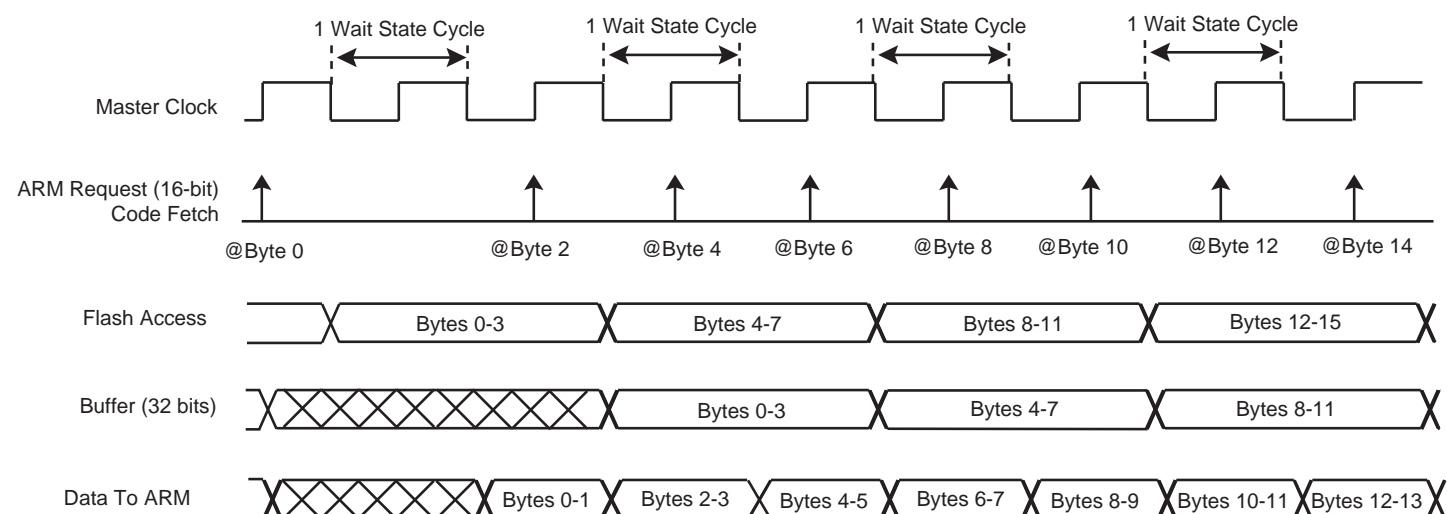 1 Wait State Cycle 1 Wait State Cycle 1 Wait State Cycle 1 Wait State Cycle
Master Clock
ARM Request (16-bit)
Code Fetch
@Byte 0 @Byte 2 @Byte 4 @Byte 6 @Byte 8 @Byte 10 @Byte 12 @Byte 14
Flash Access Bytes 0-3 Bytes 4-7 Bytes 8-11 Bytes 12-15
Buffer (32 bits) Bytes 0-3 Bytes 4-7 Bytes 8-11
Data To ARM Bytes 0-1 Bytes 2-3 Bytes 4-5 Bytes 6-7 Bytes 8-9 Bytes 10-11 Bytes 12-13